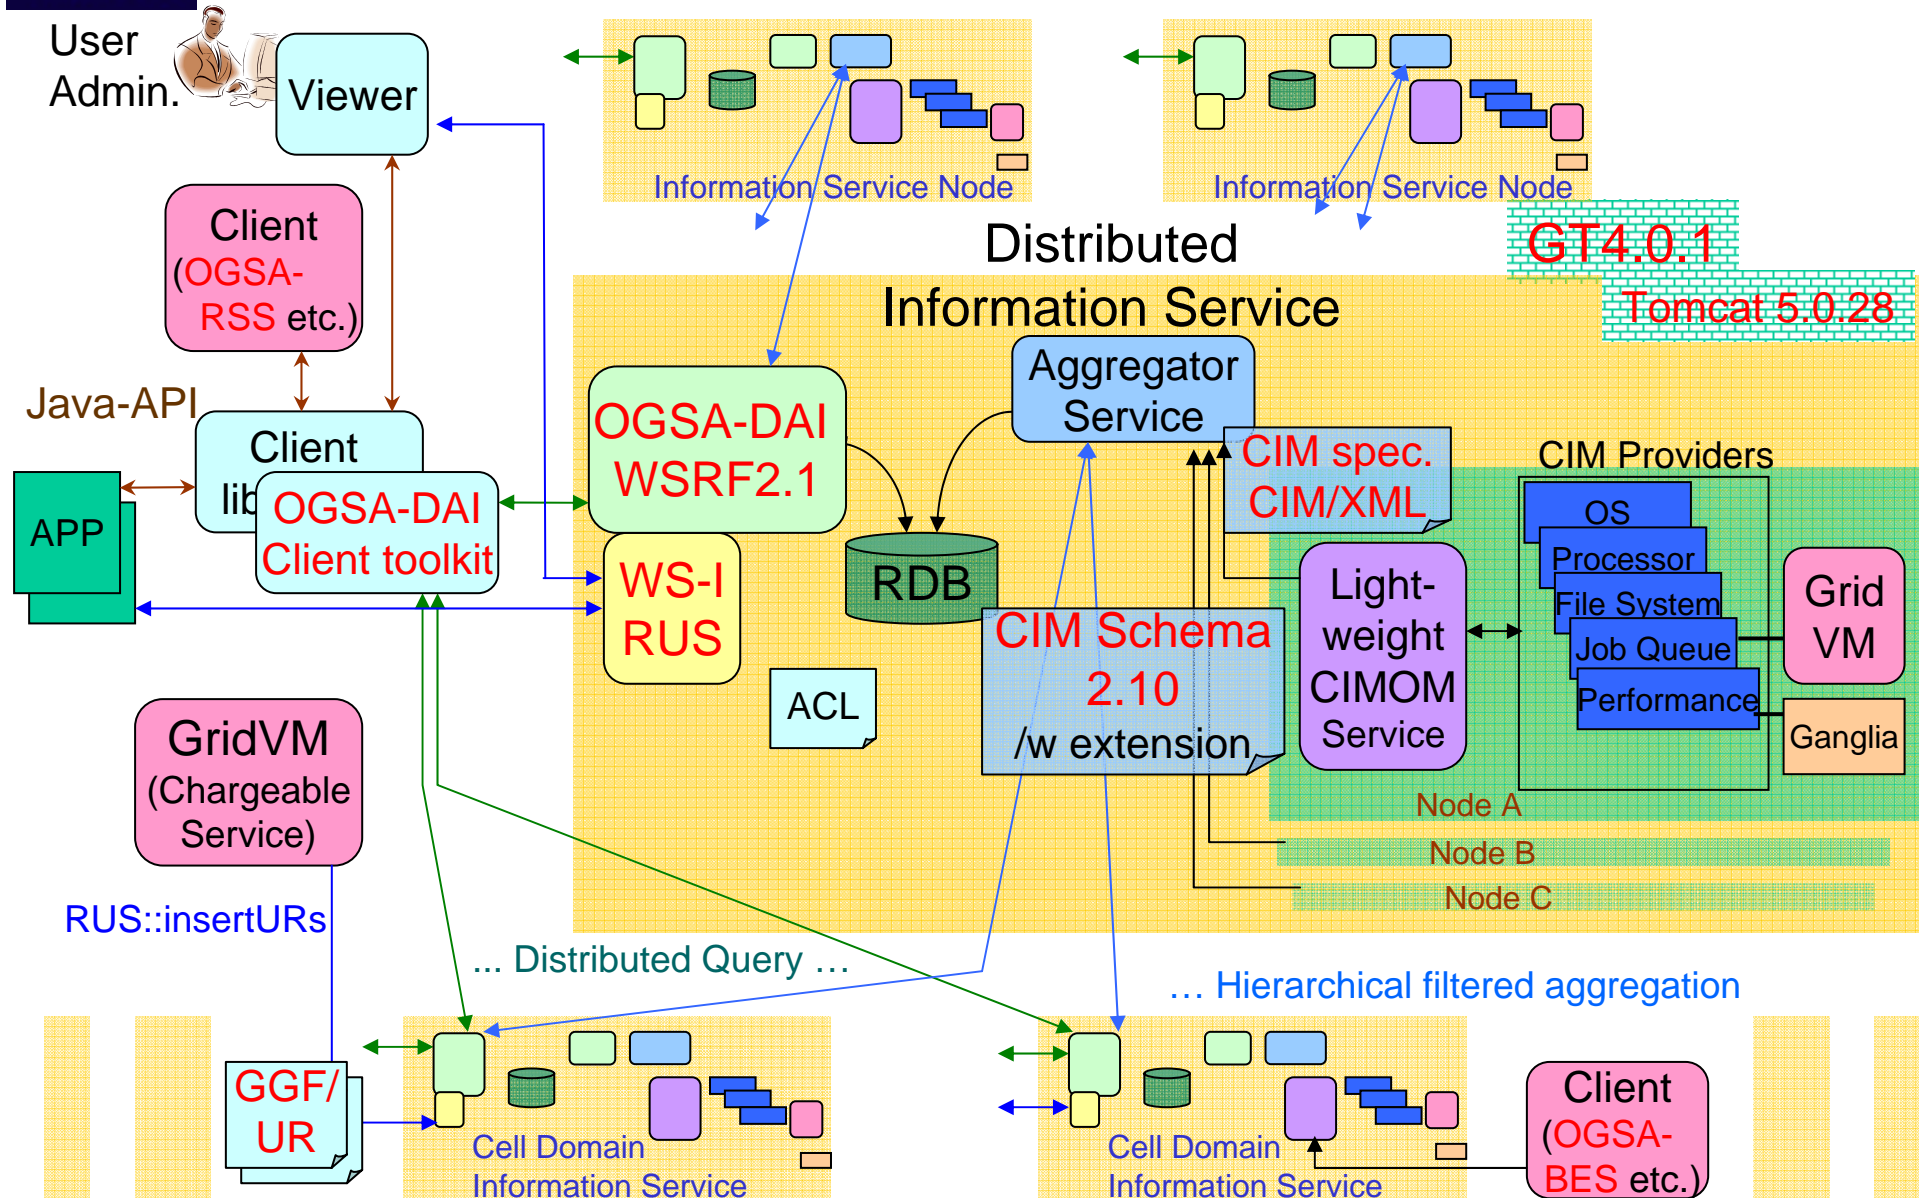 User
Admin.
Viewer
Information Service Node
Information Service Node
Client
(OGSA-
RSS etc.)
Distributed
Information Service
GT4.0.1
Tomcat 5.0.28
Java-API
Client
lib
OGSA-DAI
Client toolkit
APP
OGSA-DAI
WSRF2.1
WS-I
RUS
RDB
ACL
Aggregator
Service
CIM spec.
CIM/XML
CIM Schema
2.10
/w extension
CIM Providers
OS
Processor
File System
Job Queue
Performance
Light-
weight
CIMOM
Service
Grid
VM
Ganglia
Node A
Node B
Node C
GridVM
(Chargeable
Service)
RUS::insertURs
... Distributed Query …
… Hierarchical filtered aggregation
GGF/
UR
Cell Domain
Information Service
Cell Domain
Information Service
Client
(OGSA-
BES etc.)